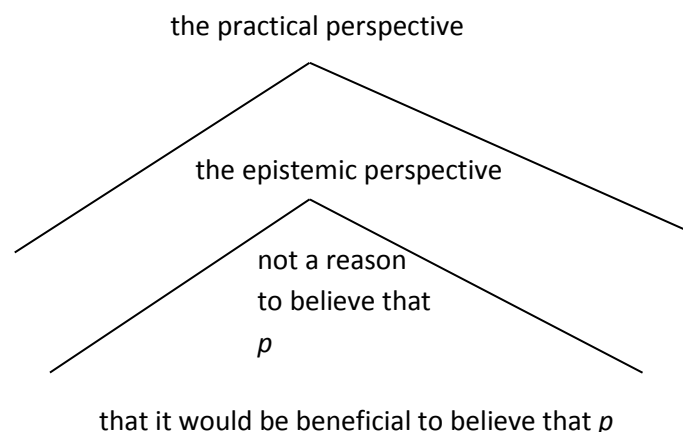 the practical perspective
the epistemic perspective
not a reason
to believe that
p
that it would be beneficial to believe that p